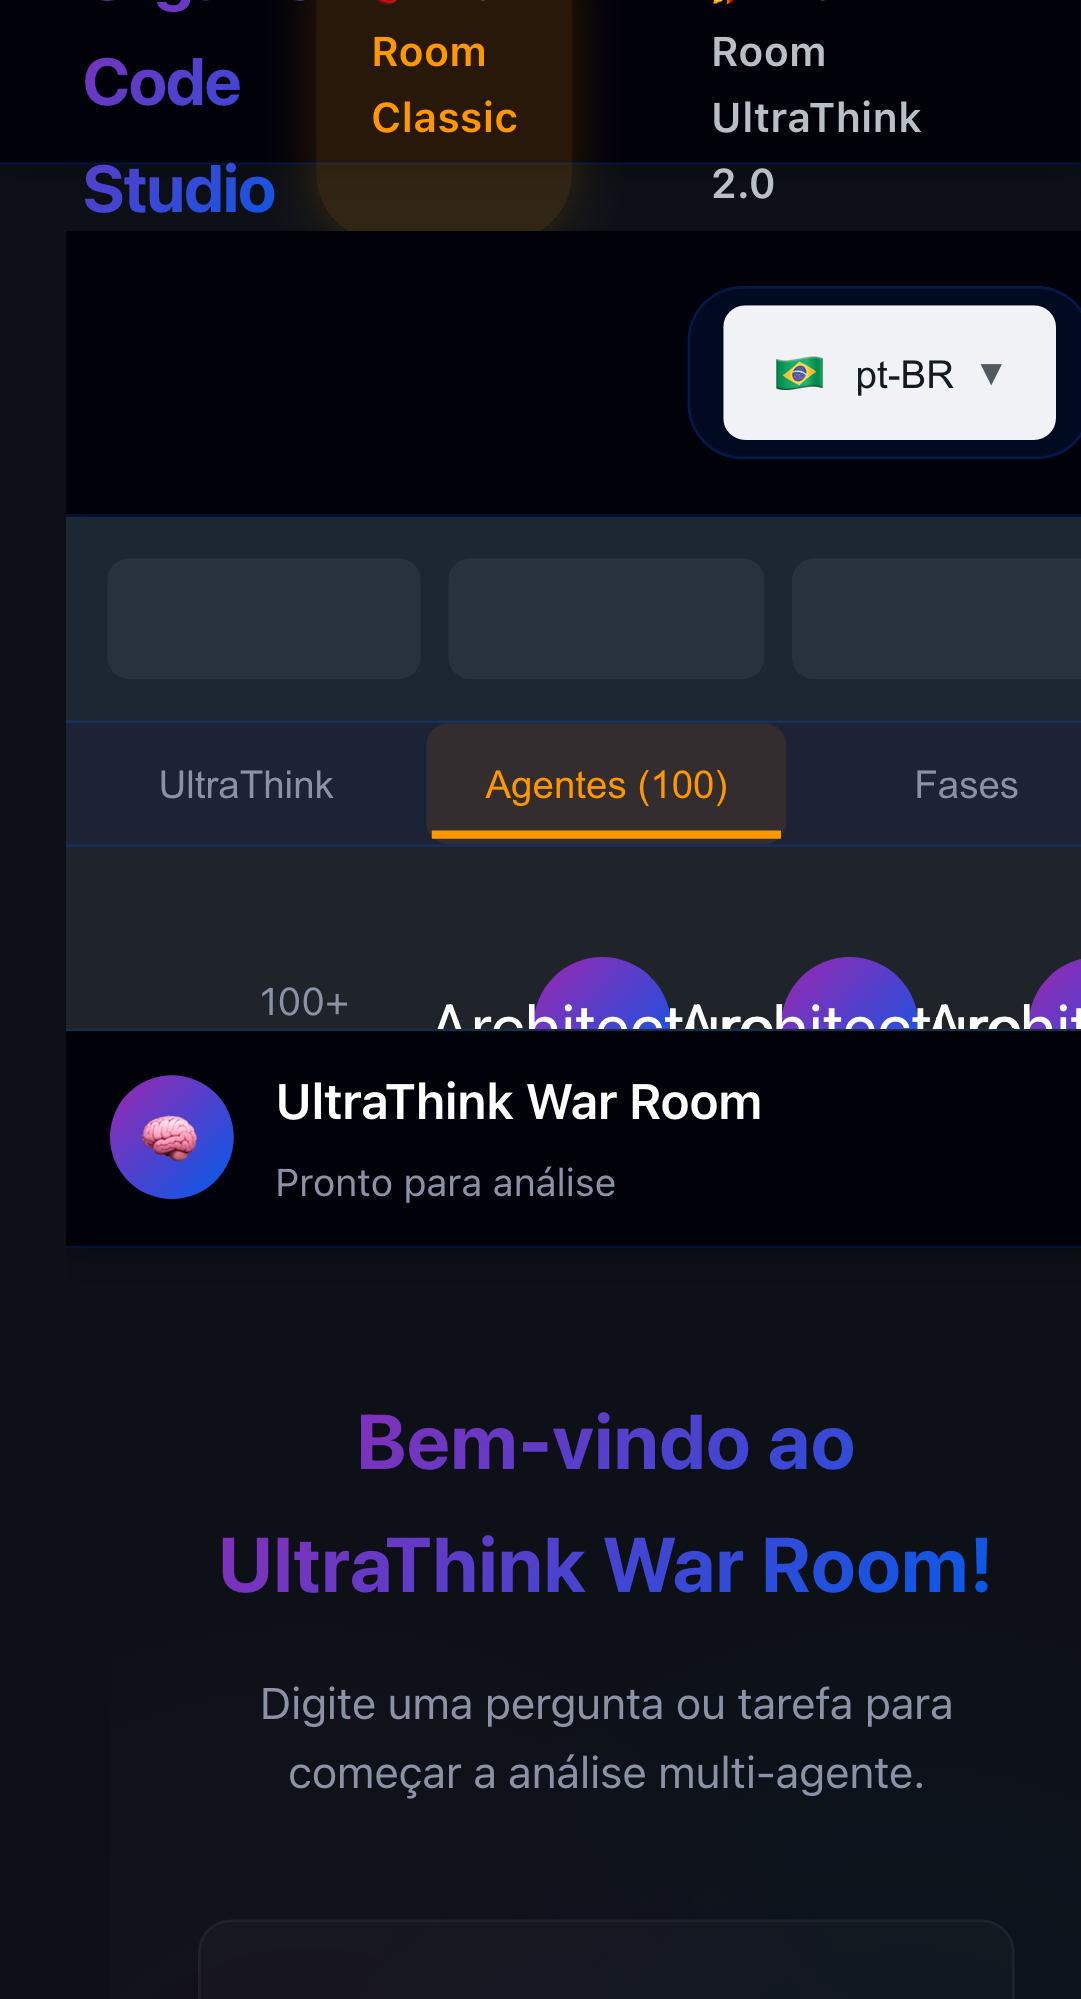 Code
Studio
Room
Classic
Room
UltraThink
2.0
pt-BR ▼
UltraThink
Agentes (100)
Fases
100+
UltraThink War Room
Pronto para análise
Bem-vindo ao
UltraThink War Room!
Digite uma pergunta ou tarefa para
começar a análise multi-agente.